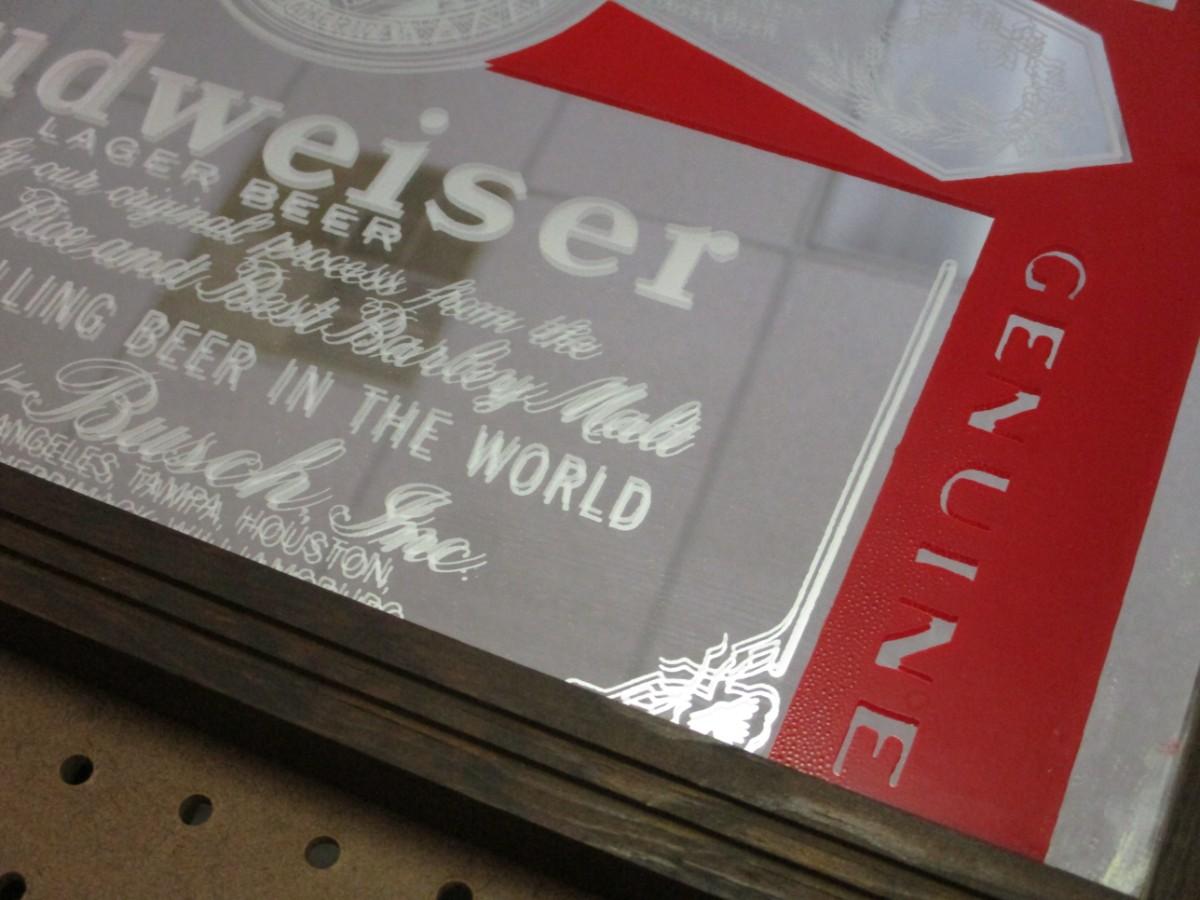 udweiser
LAGER BEER
by our original process from the
Rice and Best Barley Malt
LLING BEER IN THE WORLD
Busch, Inc.
ANGELES, TAMPA, HOUSTON,
GENUINE